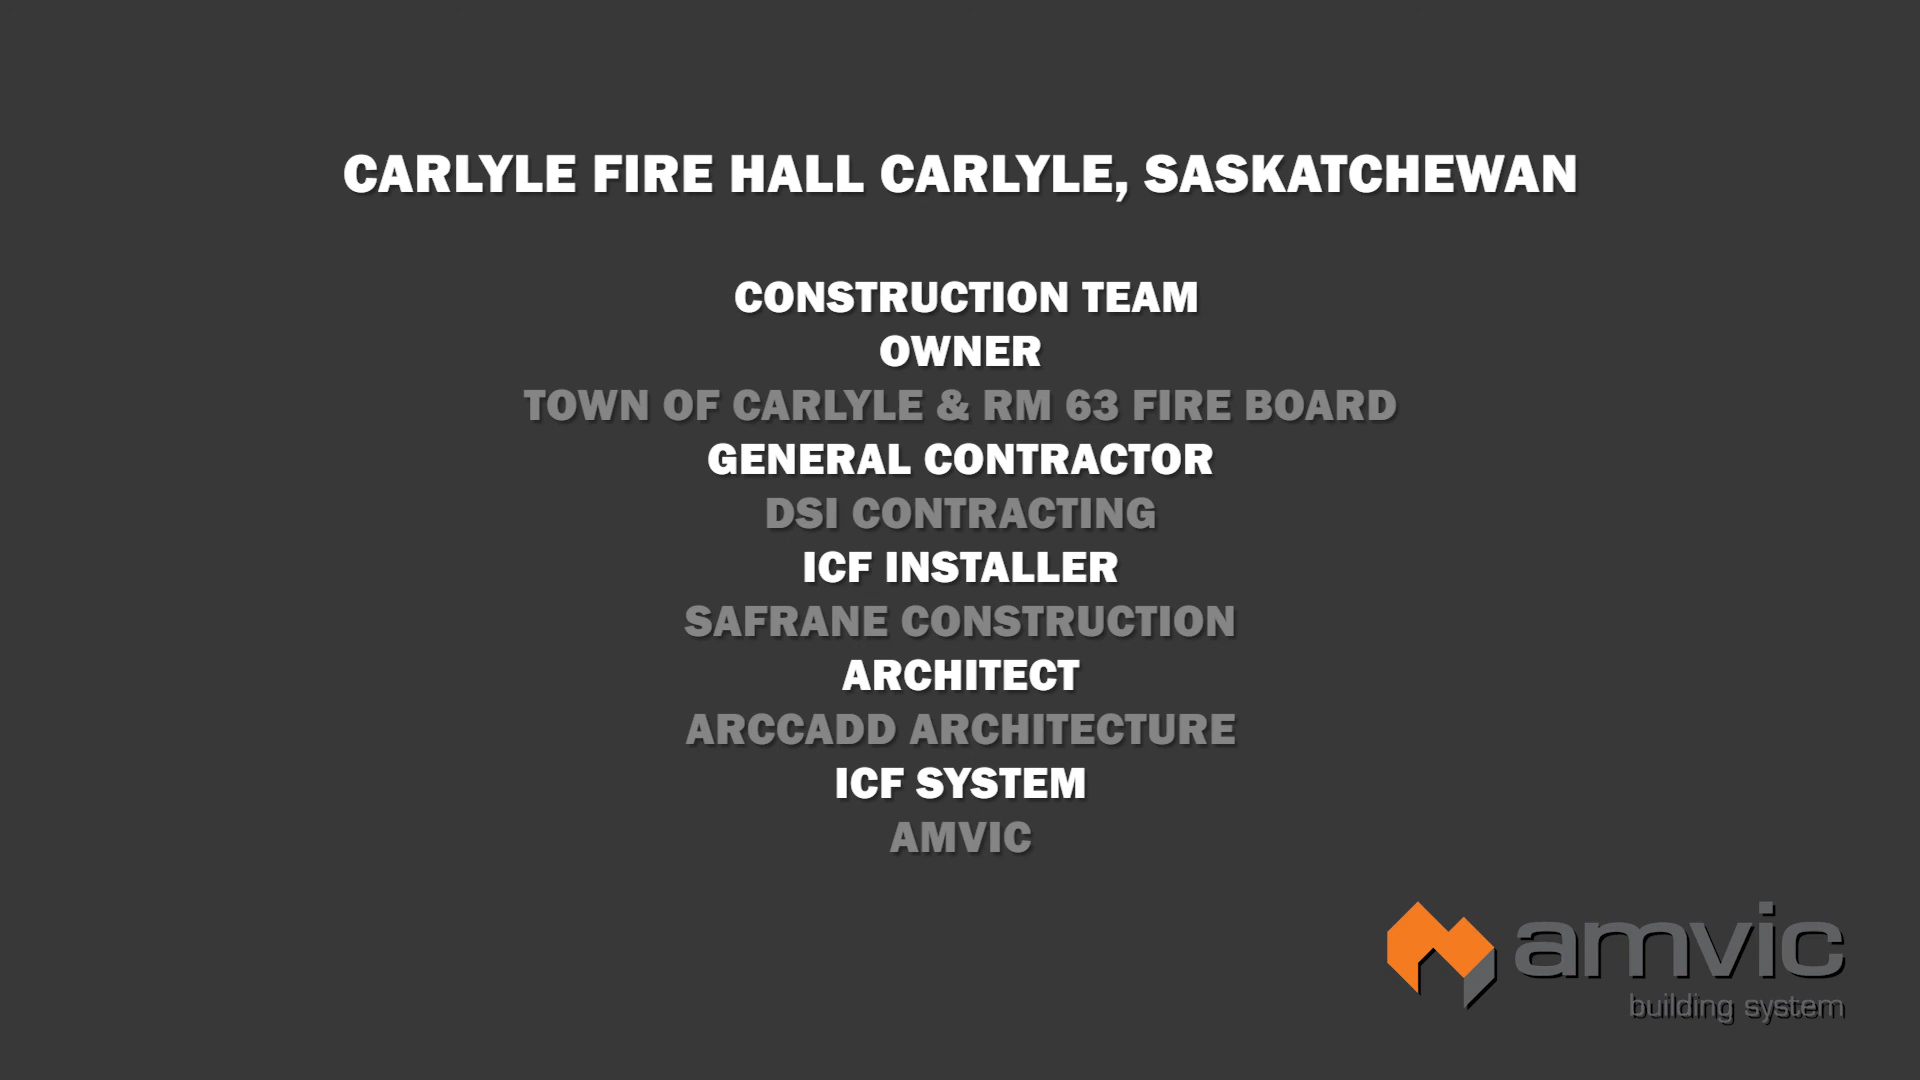 CARLYLE FIRE HALL CARLYLE, SASKATCHEWAN
CONSTRUCTION TEAM
OWNER
TOWN OF CARLYLE & RM 63 FIRE BOARD
GENERAL CONTRACTOR
DSI CONTRACTING
ICF INSTALLER
SAFRANE CONSTRUCTION
ARCHITECT
ARCCADD ARCHITECTURE
ICF SYSTEM
AMVIC
amvic
building system